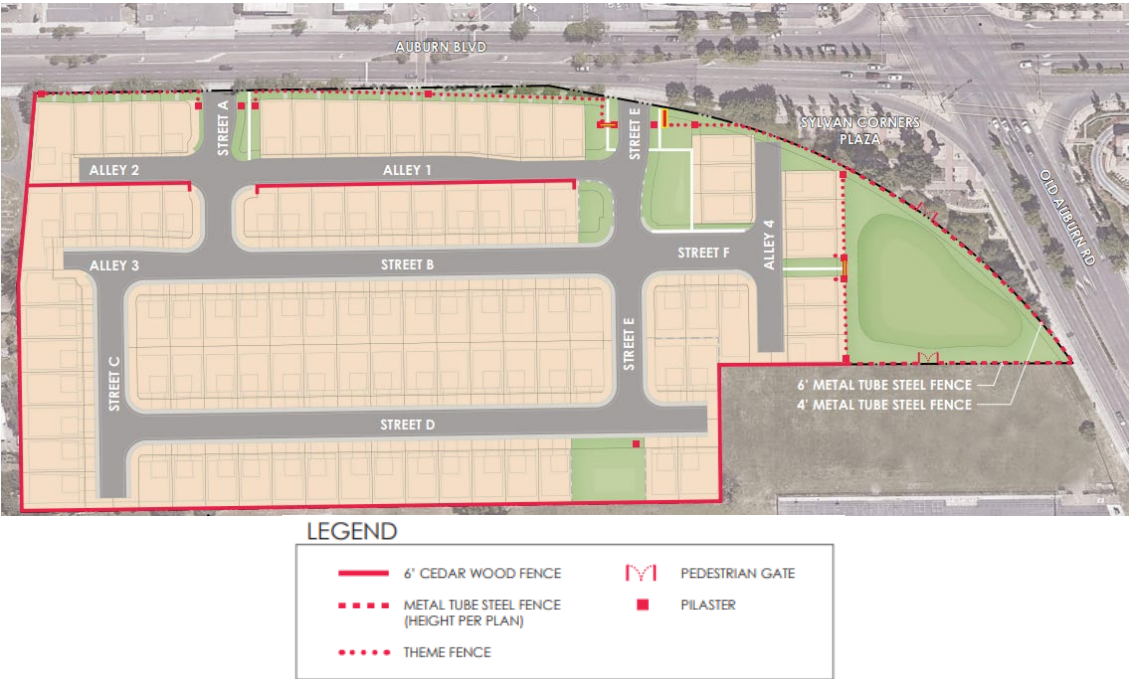 AUBURN BLVD
SYLVAN CORNERS
PLAZA
OLD AUBURN RD
STREET A
STREET E
ALLEY 2
ALLEY 1
ALLEY 4
STREET F
ALLEY 3
STREET B
STREET C
STREET E
STREET D
6' METAL TUBE STEEL FENCE
4' METAL TUBE STEEL FENCE
LEGEND
6' CEDAR WOOD FENCE
PEDESTRIAN GATE
METAL TUBE STEEL FENCE
(HEIGHT PER PLAN)
PILASTER
THEME FENCE